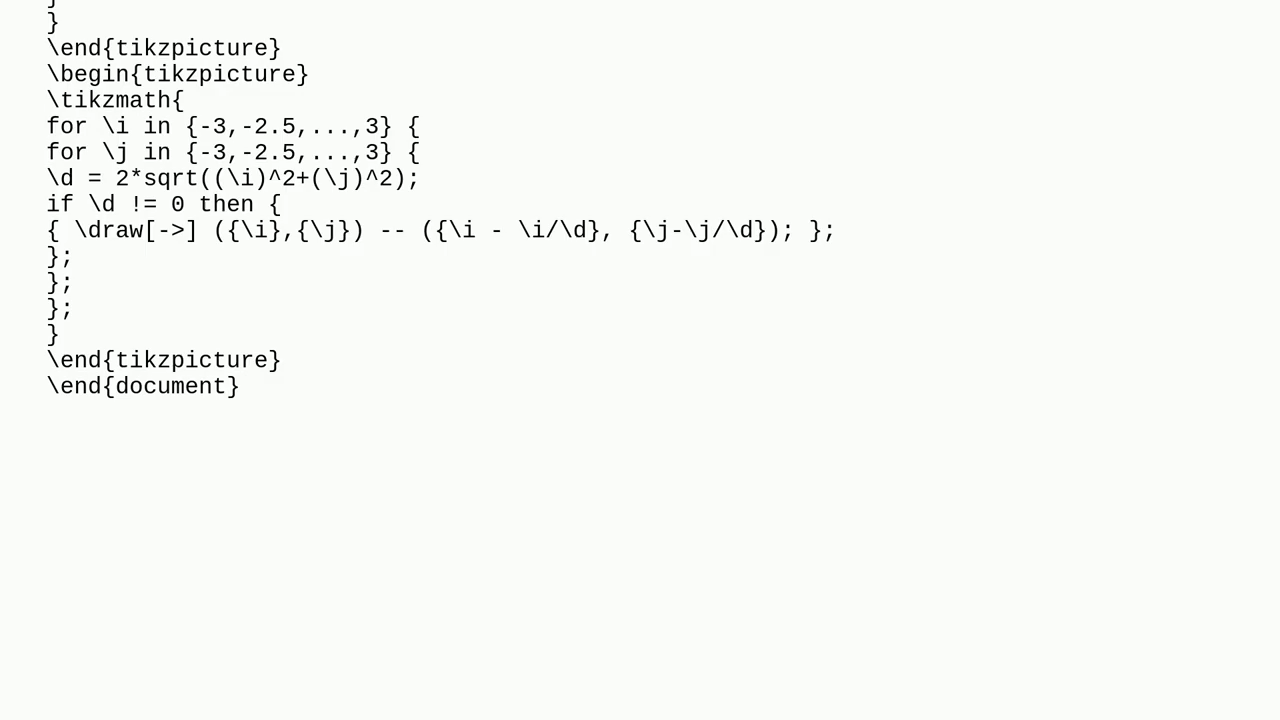 }
}
\end{tikzpicture}
\begin{tikzpicture}
\tikzmath{
for \i in {-3,-2.5,...,3} {
for \j in {-3,-2.5,...,3} {
\d = 2*sqrt((\i)^2+(\j)^2);
if \d != 0 then {
{ \draw[->] ({\i},{\j}) -- ({\i - \i/\d}, {\j-\j/\d}); };
};
};
};
}
\end{tikzpicture}
\end{document}